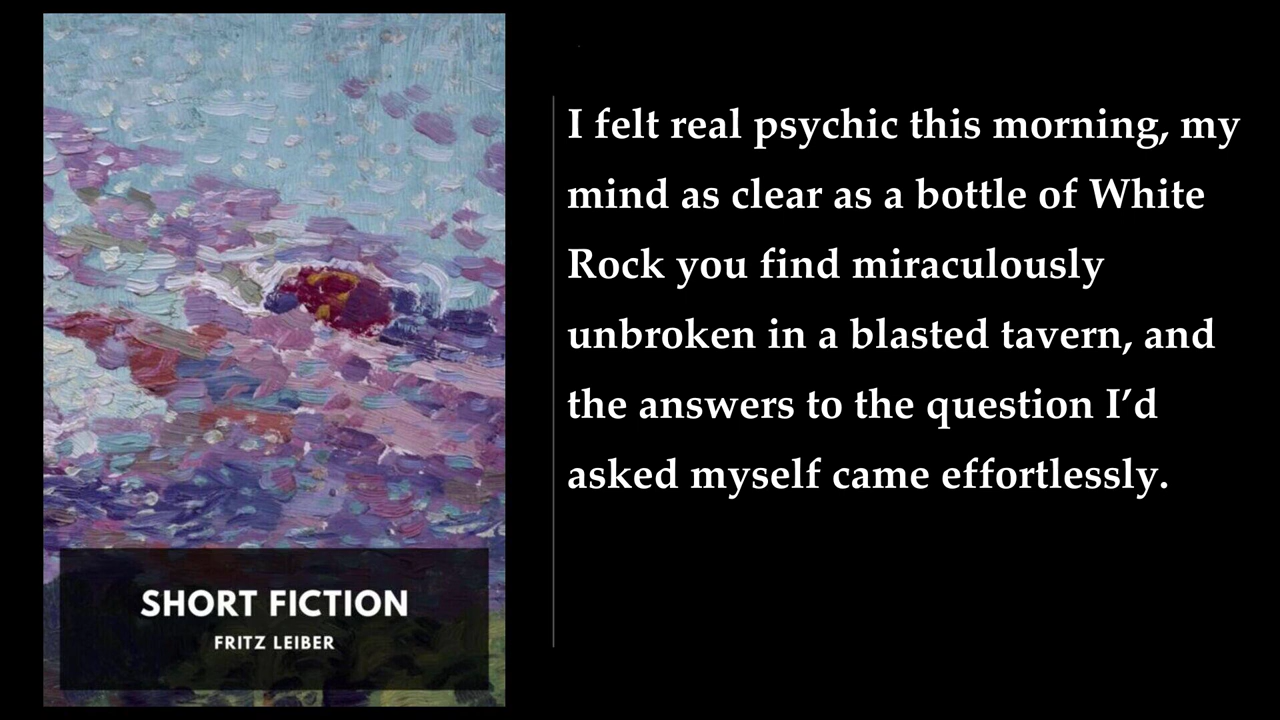 SHORT FICTION
FRITZ LEIBER
I felt real psychic this morning, my
mind as clear as a bottle of White
Rock you find miraculously
unbroken in a blasted tavern, and
the answers to the question I’d
asked myself came effortlessly.